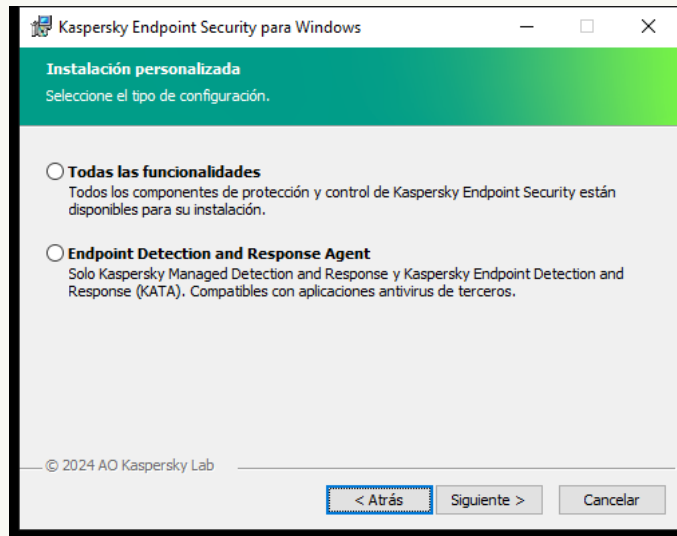 Kaspersky Endpoint Security para Windows
Instalación personalizada
Seleccione el tipo de configuración.
Todas las funcionalidades
Todos los componentes de protección y control de Kaspersky Endpoint Security están
disponibles para su instalación.
Endpoint Detection and Response Agent
Solo Kaspersky Managed Detection and Response y Kaspersky Endpoint Detection and
Response (KATA). Compatibles con aplicaciones antivirus de terceros.
© 2024 AO Kaspersky Lab
< Atrás Siguiente > Cancelar